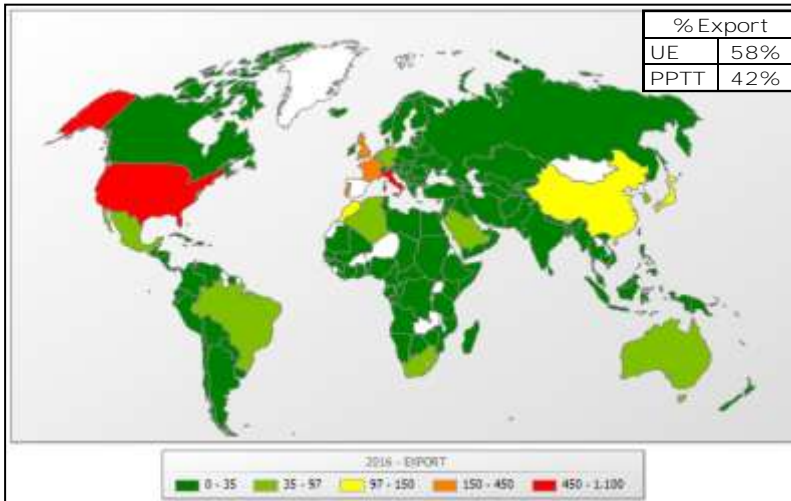 % Export
UE 58%
PPTT 42%
2016 - EXPORT
0 - 35 35 - 97 97 - 150 150 - 450 450 - 1.100